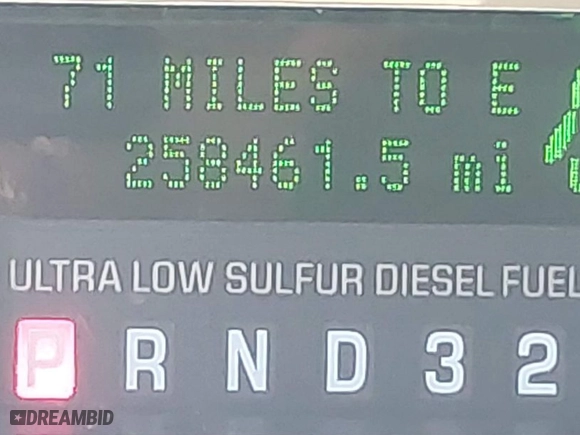 71 MILES TO E
258461.5 mi
ULTRA LOW SULFUR DIESEL FUEL
P R N D 3 2
DREAMBID